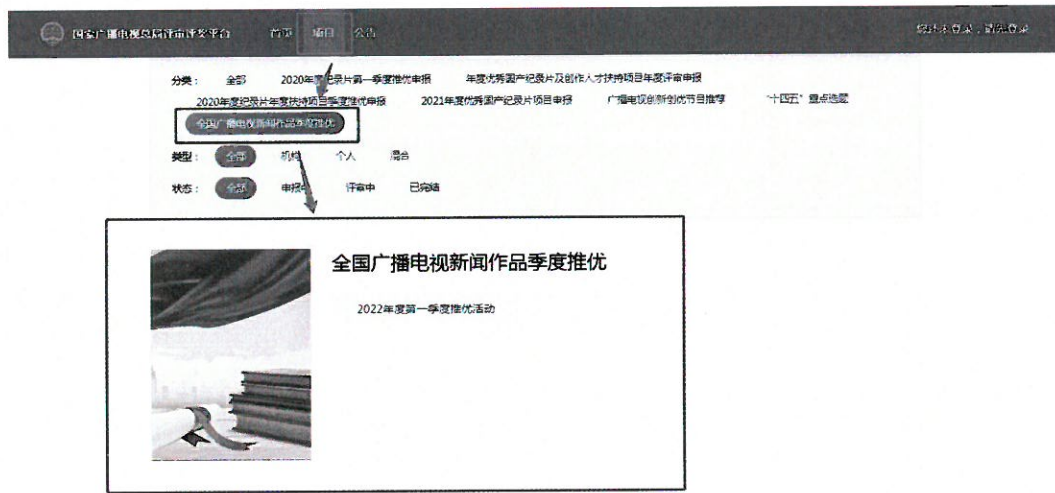 国家广播电视总局评审评奖平台 首页 项目 公告 您还未登录，请先登录
分类： 全部 2020年度纪录片第一季度推优申报 年度优秀国产纪录片及创作人才扶持项目年度评审申报
2020年度纪录片年度扶持项目季度推优申报 2021年度优秀国产纪录片项目申报 广播电视创新创优节目推荐 "十四五"重点选题
全国广播电视新闻作品季度推优
类型： 全部 机构 个人 混合
状态： 全部 申报中 评审中 已完结
全国广播电视新闻作品季度推优
2022年度第一季度推优活动